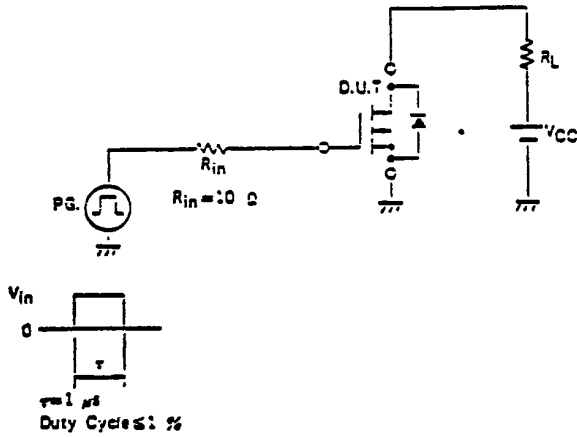 D.U.T
R_L
V_CC
R_in
R_in=10 Ω
PG.
V_in
0
τ
τ=1 μs
Duty Cycle≤1 %